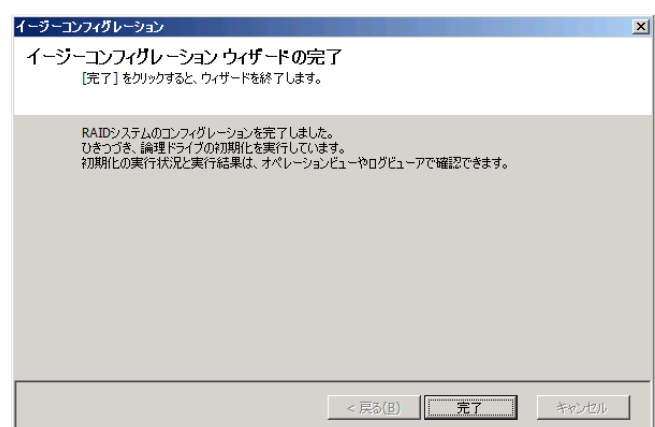 イージーコンフィグレーション
イージーコンフィグレーション ウィザードの完了
[完了] をクリックすると、ウィザードを終了します。
RAIDシステムのコンフィグレーションを完了しました。
ひきつづき、論理ドライブの初期化を実行しています。
初期化の実行状況と実行結果は、オペレーションビューやログビューアで確認できます。
< 戻る(B) 完了 キャンセル